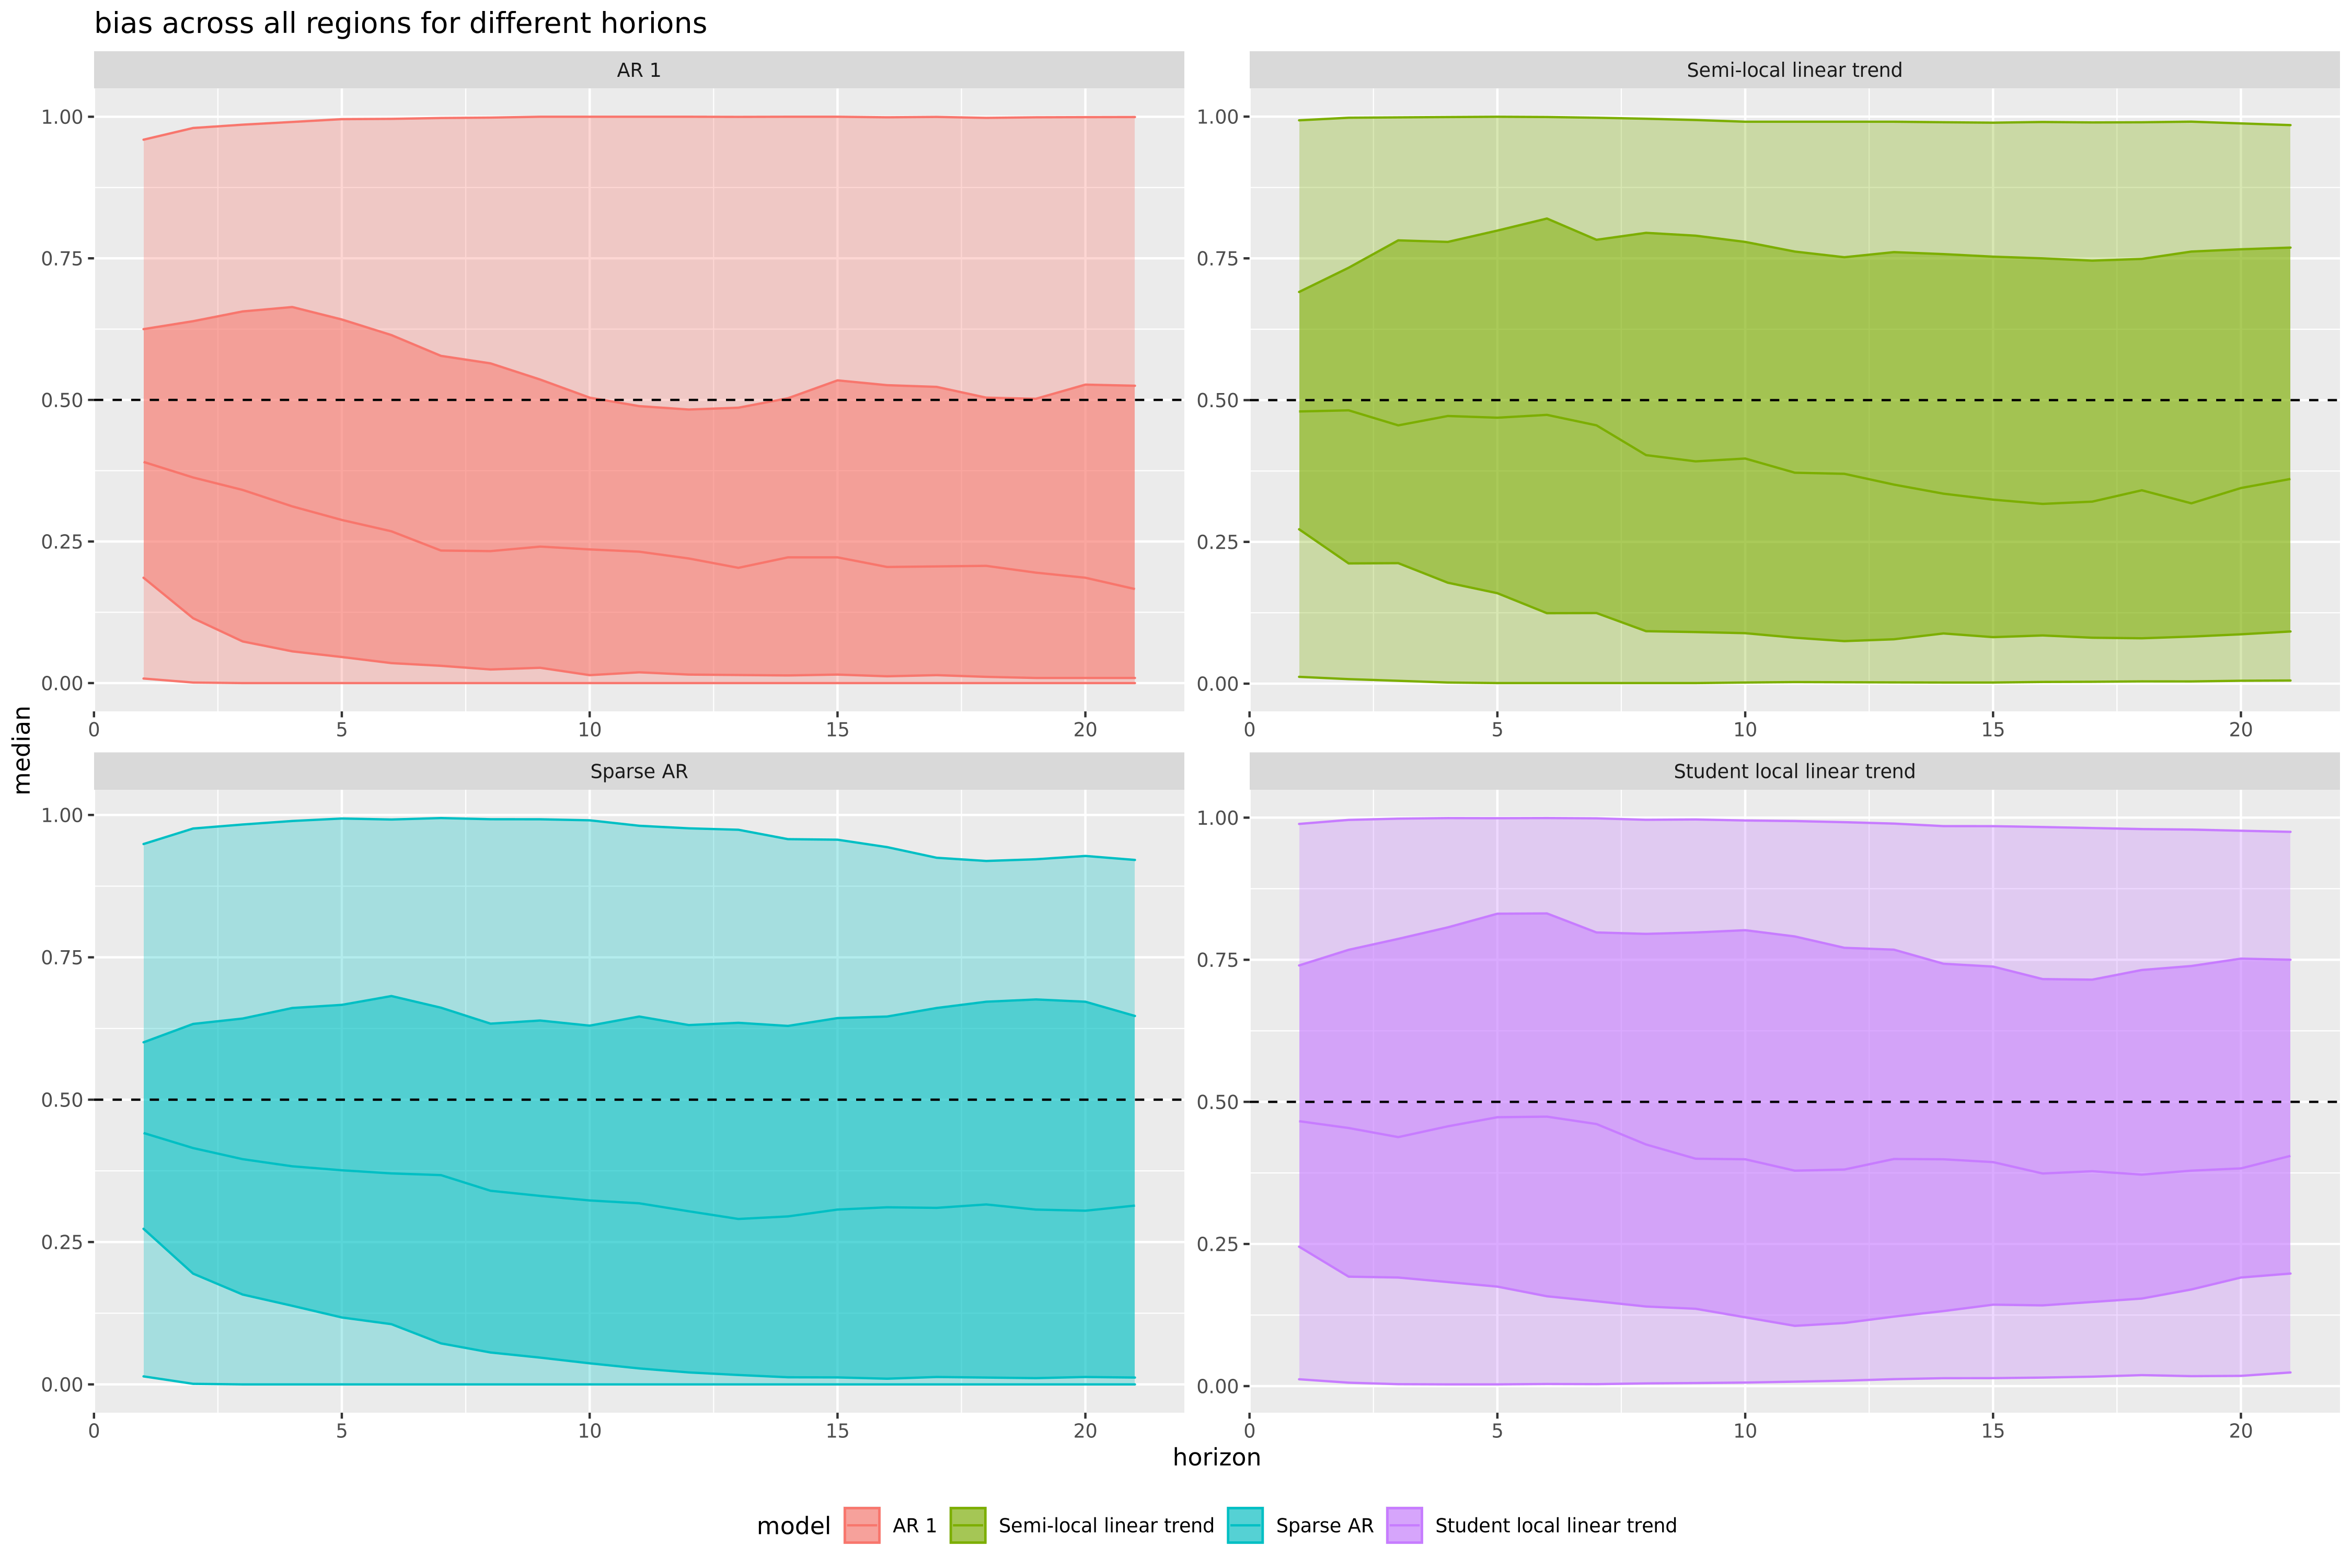 bias across all regions for different horions
AR 1
Semi-local linear trend
1.00
0.75
0.50
0.25
0.00
0 5 10 15 20
1.00
0.75
0.50
0.25
0.00
0 5 10 15 20
median
Sparse AR
Student local linear trend
1.00
0.75
0.50
0.25
0.00
0 5 10 15 20
1.00
0.75
0.50
0.25
0.00
0 5 10 15 20
horizon
model AR 1 Semi-local linear trend Sparse AR Student local linear trend